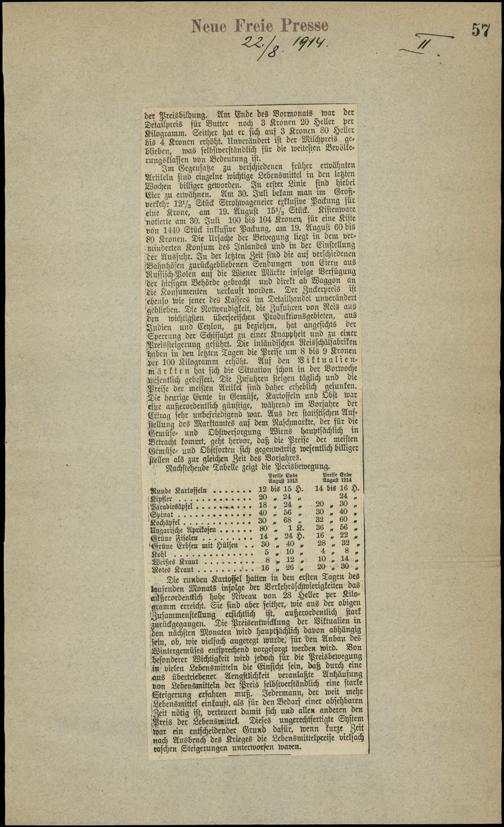 Neue Freie Presse
57
22./8. 1914.
II
der Preisbildung. Am Ende des Vormonats war der
Detailpreis für Butter noch 3 Kronen 20 Heller per
Kilogramm. Seither hat er sich auf 3 Kronen 80 Heller
bis 4 Kronen erhöht. Unverändert ist der Milchpreis ge-
blieben, was selbstverständlich für die weitesten Bevölke-
rungsklassen von Bedeutung ist.
Im Gegensatze zu verschiedenen früher erwähnten
Artikeln sind einzelne wichtige Lebensmittel in den letzten
Wochen billiger geworden. In erster Linie sind hiebei
Eier zu erwähnen. Am 30. Juli bekam man im Groß-
verkehr 12½ Stück Strohwageneier exklusive Packung für
eine Krone, am 19. August 15½ Stück. Kistenware
notierte am 30. Juli 100 bis 104 Kronen für eine Kiste
von 1440 Stück inklusive Packung, am 19. August 60 bis
80 Kronen. Die Ursache der Bewegung liegt in dem ver-
minderten Konsum des Inlandes und in der Einstellung
der Ausfuhr. In der letzten Zeit sind die auf verschiedenen
Bahnhöfen zurückgebliebenen Sendungen von Eiern aus
Russisch-Polen auf die Wiener Märkte infolge Verfügung
der hiesigen Behörde gebracht und direkt ab Waggon an
die Konsumenten verkauft worden. Der Zuckerpreis ist
ebenso wie jener des Kaffees im Detailhandel unverändert
geblieben. Die Notwendigkeit, die Zufuhren von Reis aus
den wichtigsten überseeischen Produktionsgebieten, aus
Indien und Ceylon, zu beziehen, hat angesichts der
Sperrung der Schiffahrt zu einer Knappheit und zu einer
Preissteigerung geführt. Die inländischen Reisschälfabriken
haben in den letzten Tagen die Preise um 8 bis 9 Kronen
per 100 Kilogramm erhöht. Auf den Viktualien-
märkten hat sich die Situation schon in der Vorwoche
wesentlich gebessert. Die Zufuhren steigen täglich und die
Preise der meisten Artikel sind daher erheblich gesunken.
Die heurige Ernte in Gemüse, Kartoffeln und Obst war
eine außerordentlich günstige, während im Vorjahre der
Ertrag sehr unbefriedigend war. Aus der statistischen Auf-
stellung des Marktamtes auf dem Naschmarkte, der für die
Gemüse- und Obstversorgung Wiens hauptsächlich in
Betracht kommt, geht hervor, daß die Preise der meisten
Gemüse- und Obstsorten sich gegenwärtig wesentlich billiger
stellen als zur gleichen Zeit des Vorjahres.
Nachstehende Tabelle zeigt die Preisbewegung.
Preise Ende August 1913 Preise Ende August 1914
Runde Kartoffeln . . . . . . . 12 bis 15 H. 14 bis 16 H.
Kipfler . . . . . . . 20 „ 24 „ 24 „
Paradiesäpfel . . . . . . . 18 „ 24 „ 20 „ 30 „
Spinat . . . . . . . 40 „ 56 „ 30 „ 40 „
Kochäpfel . . . . . . . 30 „ 68 „ 32 „ 60 „
Ungarische Aprikosen . . . . . . . 80 „ 1 K. 36 „ 56 „
Grüne Fisolen . . . . . . . 14 „ 24 H. 16 „ 22 „
Grüne Erbsen mit Hülsen . . 30 „ 40 „ 28 „ 32 „
Kohl . . . . . . . 5 „ 10 „ 4 „ 8 „
Weißes Kraut . . . . . . . 8 „ 12 „ 10 „ 14 „
Rotes Kraut . . . . . . . 16 „ 26 „ 20 „ 30 „
Die runden Kartoffel hatten in den ersten Tagen des
laufenden Monats infolge der Verkehrsschwierigkeiten das
außerordentlich hohe Niveau von 28 Heller per Kilo-
gramm erreicht. Sie sind aber seither, wie aus der obigen
Zusammenstellung ersichtlich ist, außerordentlich stark
zurückgegangen. Die Preisentwicklung der Viktualien in
den nächsten Monaten wird hauptsächlich davon abhängig
sein, ob, wie vielfach angeregt wurde, für den Anbau des
Wintergemüses entsprechend vorgesorgt werden wird. Von
besonderer Wichtigkeit wird jedoch für die Preisbewegung
in vielen Lebensmitteln die Einsicht sein, daß durch eine
aus übertriebener Aengstlichkeit veranlaßte Anhäufung
von Lebensmitteln der Preis selbstverständlich eine starke
Steigerung erfahren muß. Jedermann, der weit mehr
Lebensmittel einkauft, als für den Bedarf einer absehbaren
Zeit nötig ist, verteuert damit sich und allen anderen den
Preis der Lebensmittel. Dieses ungerechtfertigte System
war ein entscheidender Grund dafür, wenn kurze Zeit
nach Ausbruch des Krieges die Lebensmittelpreise vielfach
raschen Steigerungen unterworfen waren.